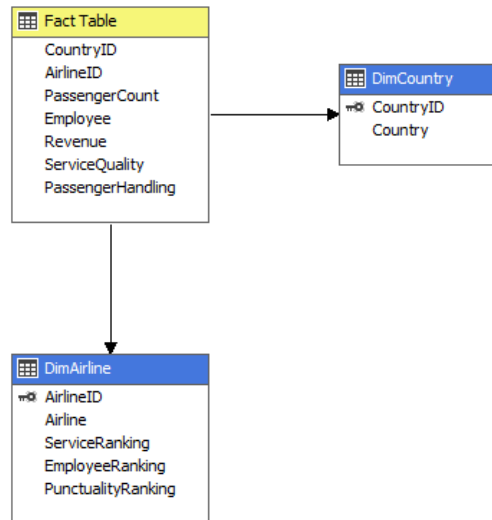 Fact Table
CountryID
AirlineID
PassengerCount
Employee
Revenue
ServiceQuality
PassengerHandling
DimCountry
CountryID
Country
DimAirline
AirlineID
Airline
ServiceRanking
EmployeeRanking
PunctualityRanking